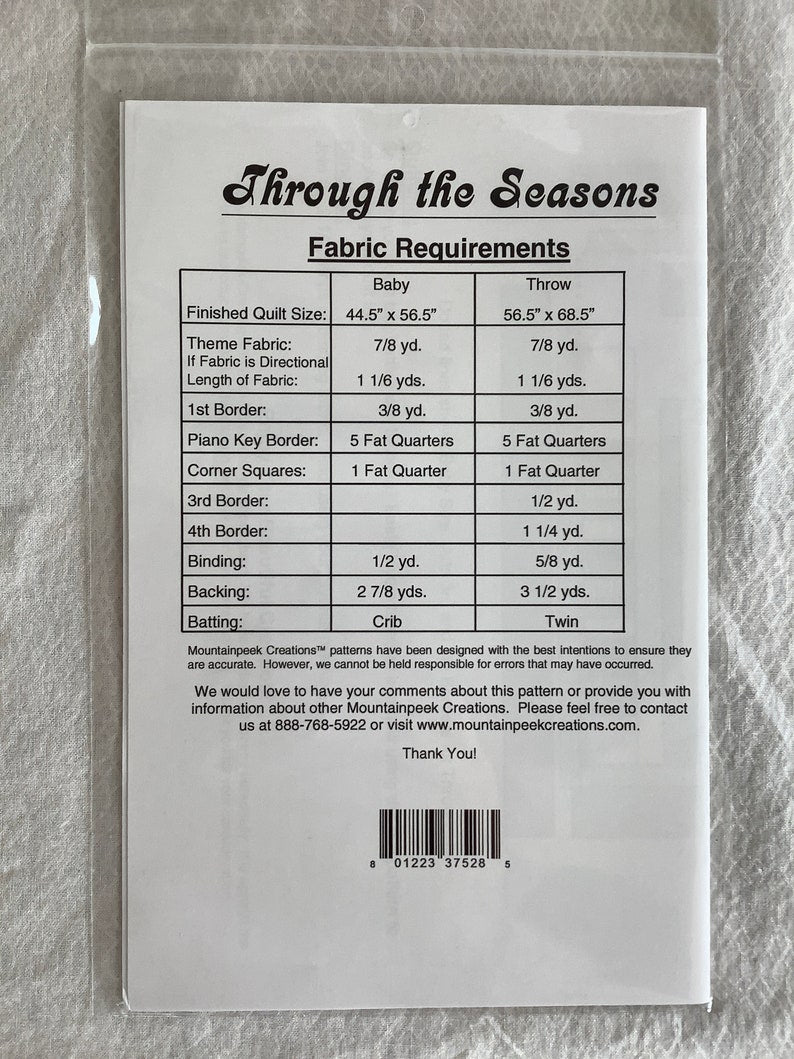 Through the Seasons
Fabric Requirements
Baby Throw
Finished Quilt Size: 44.5” x 56.5” 56.5” x 68.5”
Theme Fabric: 7/8 yd. 7/8 yd.
If Fabric is Directional
Length of Fabric: 1 1/6 yds. 1 1/6 yds.
1st Border: 3/8 yd. 3/8 yd.
Piano Key Border: 5 Fat Quarters 5 Fat Quarters
Corner Squares: 1 Fat Quarter 1 Fat Quarter
3rd Border: 1/2 yd.
4th Border: 1 1/4 yd.
Binding: 1/2 yd. 5/8 yd.
Backing: 2 7/8 yds. 3 1/2 yds.
Batting: Crib Twin
Mountainpeek Creations™ patterns have been designed with the best intentions to ensure they
are accurate. However, we cannot be held responsible for errors that may have occurred.
We would love to have your comments about this pattern or provide you with
information about other Mountainpeek Creations. Please feel free to contact
us at 888-768-5922 or visit www.mountainpeekcreations.com.
Thank You!
8 01223 37528 5